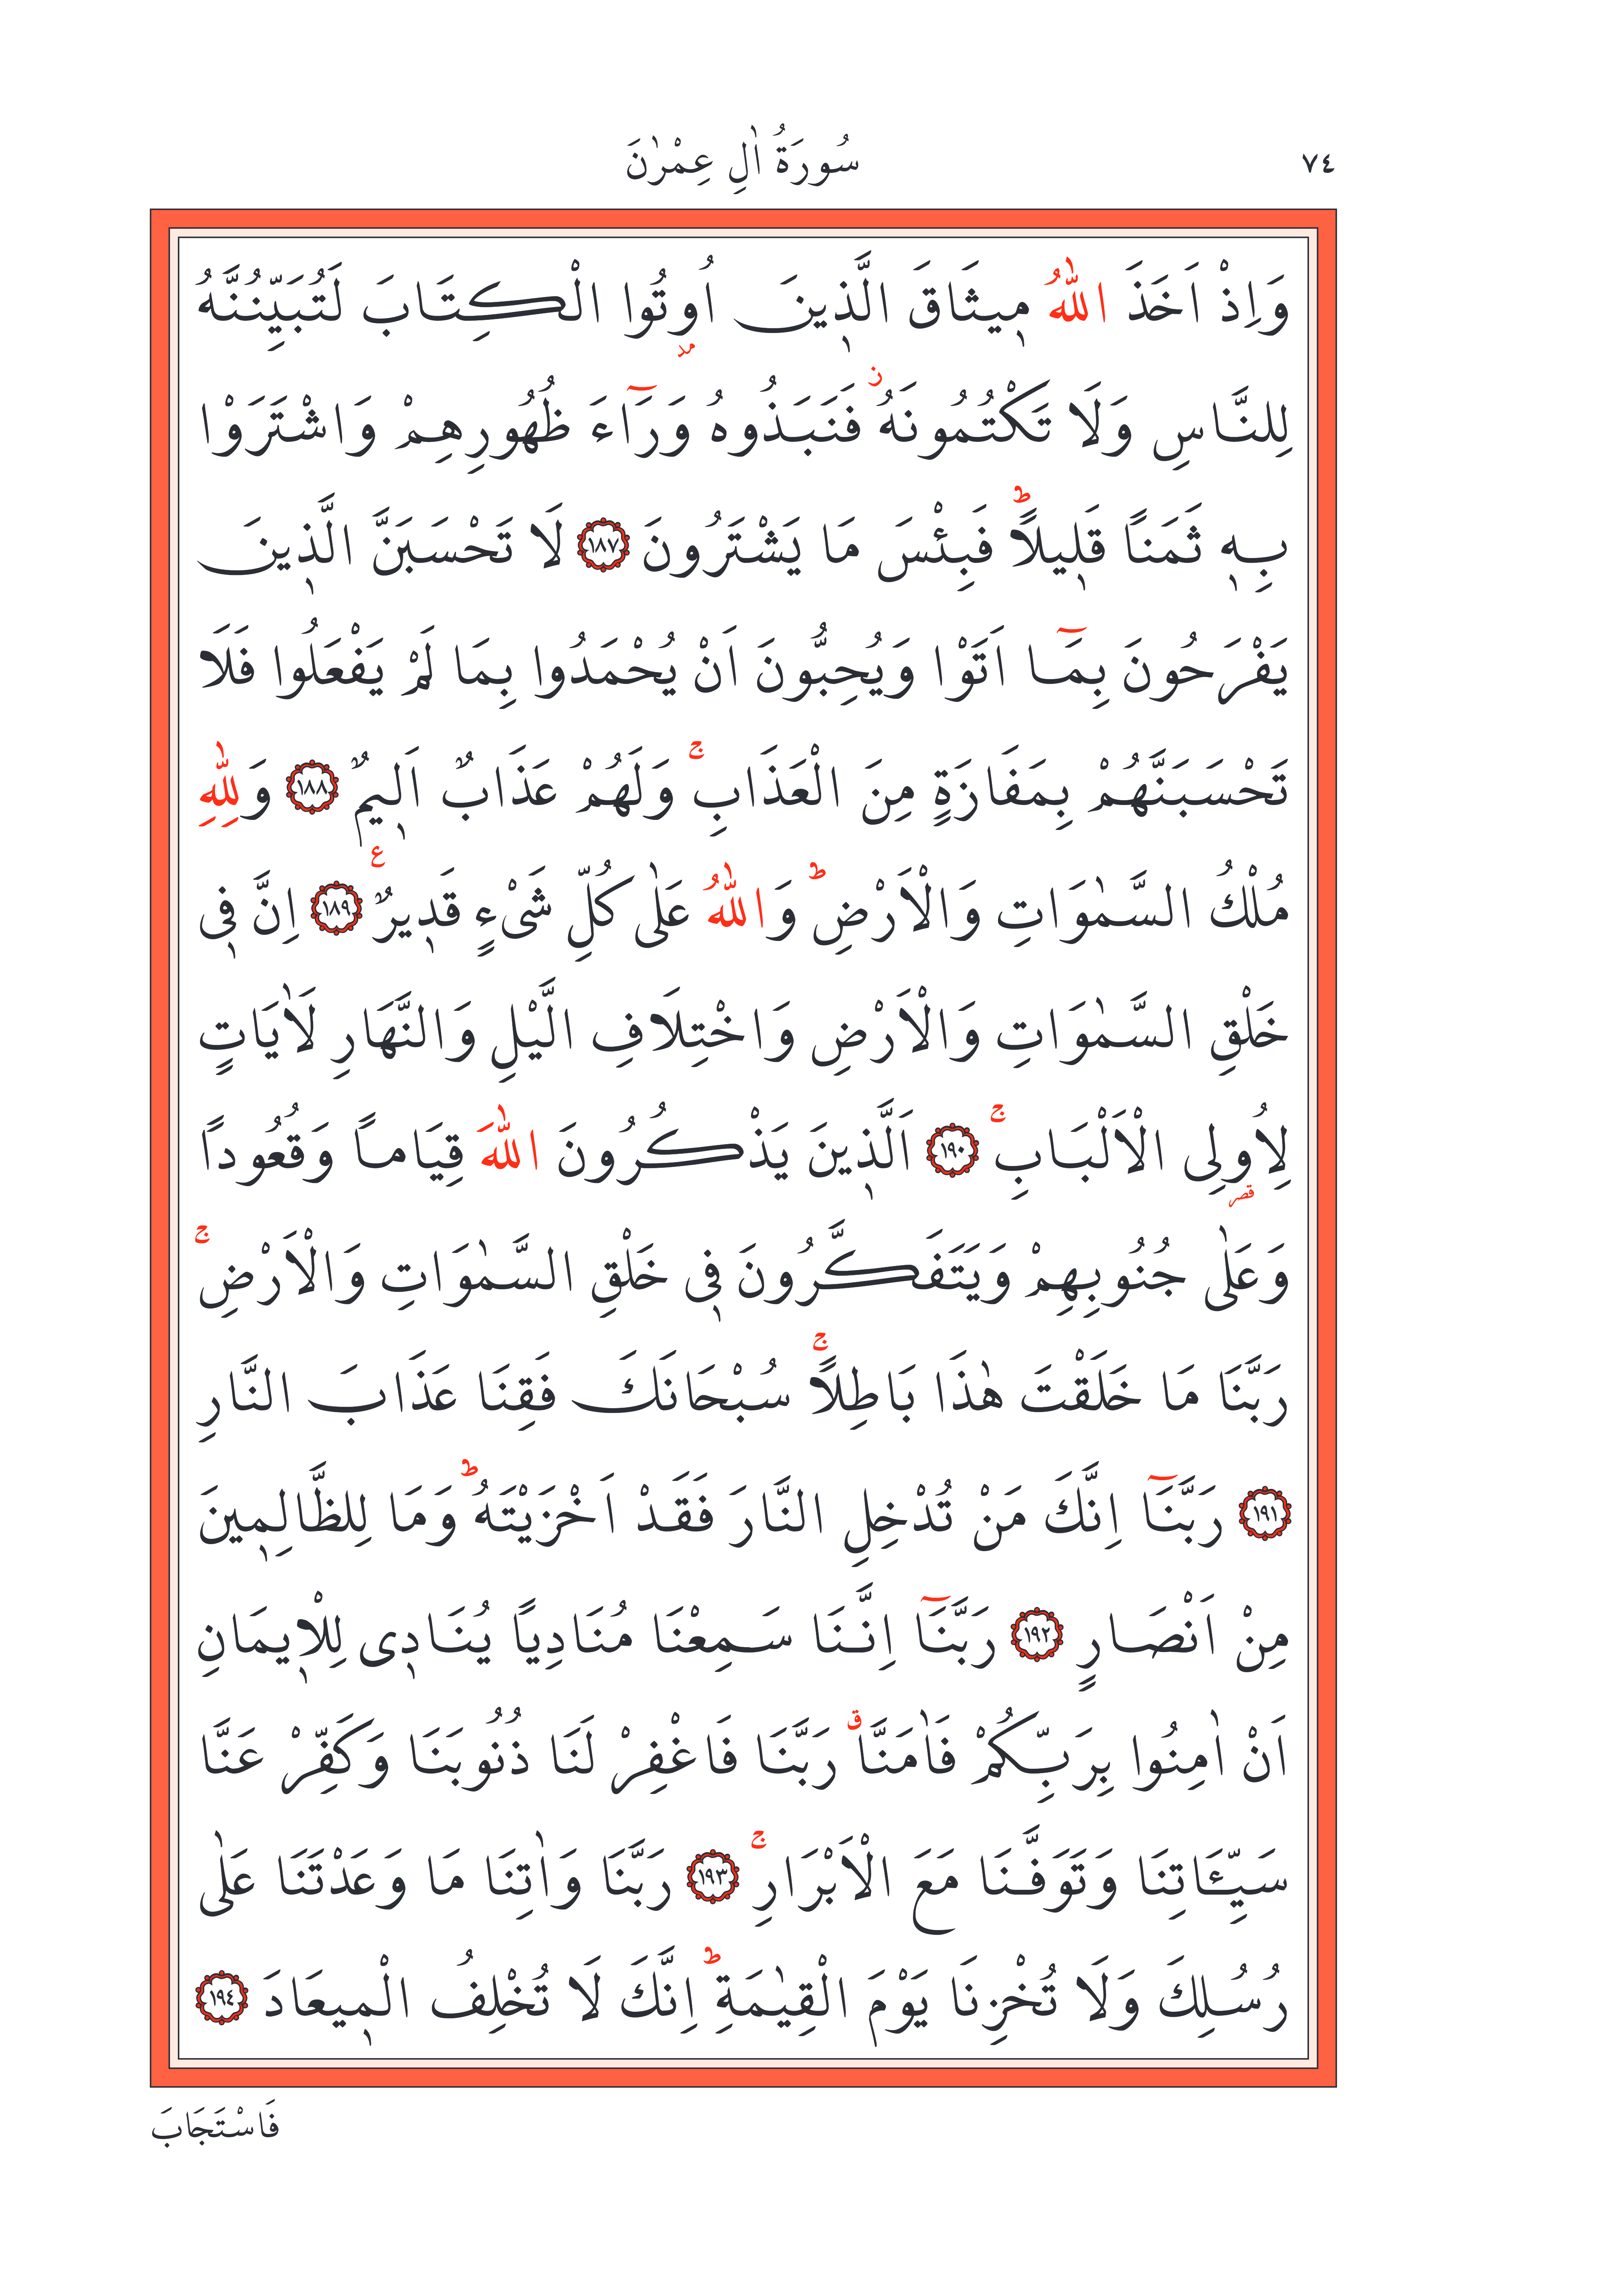 ٧٤
سُورَةُ اٰلِ عِمْرٰنَ
وَاِذْ اَخَذَ اللّٰهُ م۪يثَاقَ الَّذ۪ينَ اُو۫تُوا الْكِتَابَ لَتُبَيِّنُنَّهُ
لِلنَّاسِ وَلَا تَكْتُمُونَهُۘ فَنَبَذُوهُ وَرَٓاءَ ظُهُورِهِمْ وَاشْتَرَوْا
بِه۪ ثَمَنًا قَل۪يلاًۜ فَبِئْسَ مَا يَشْتَرُونَ ﴿١٨٧﴾ لَا تَحْسَبَنَّ الَّذ۪ينَ
يَفْرَحُونَ بِمَٓا اَتَوْا وَيُحِبُّونَ اَنْ يُحْمَدُوا بِمَا لَمْ يَفْعَلُوا فَلَا
تَحْسَبَنَّهُمْ بِمَفَازَةٍ مِنَ الْعَذَابِۚ وَلَهُمْ عَذَابٌ اَل۪يمٌ ﴿١٨٨﴾ وَلِلّٰهِ
مُلْكُ السَّمٰوَاتِ وَالْاَرْضِۜ وَاللّٰهُ عَلٰى كُلِّ شَىْءٍ قَد۪يرٌ۟ ﴿١٨٩﴾ اِنَّ ف۪ى
خَلْقِ السَّمٰوَاتِ وَالْاَرْضِ وَاخْتِلَافِ الَّيْلِ وَالنَّهَارِ لَاٰيَاتٍ
لِاُو۬لِى الْاَلْبَابِۚ ﴿١٩٠﴾ اَلَّذ۪ينَ يَذْكُرُونَ اللّٰهَ قِيَاماً وَقُعُوداً
وَعَلٰى جُنُوبِهِمْ وَيَتَفَكَّرُونَ ف۪ى خَلْقِ السَّمٰوَاتِ وَالْاَرْضِۚ
رَبَّنَا مَا خَلَقْتَ هٰذَا بَاطِلاًۚ سُبْحَانَكَ فَقِنَا عَذَابَ النَّارِ
﴿١٩١﴾ رَبَّنَٓا اِنَّكَ مَنْ تُدْخِلِ النَّارَ فَقَدْ اَخْزَيْتَهُۜ وَمَا لِلظَّالِم۪ينَ
مِنْ اَنْصَارٍ ﴿١٩٢﴾ رَبَّنَٓا اِنَّنَا سَمِعْنَا مُنَادِيًا يُنَاد۪ى لِلْا۪يمَانِ
اَنْ اٰمِنُوا بِرَبِّكُمْ فَاٰمَنَّاۗ رَبَّنَا فَاغْفِرْ لَنَا ذُنُوبَنَا وَكَفِّرْ عَنَّا
سَيِّـَٔاتِنَا وَتَوَفَّنَا مَعَ الْاَبْرَارِۚ ﴿١٩٣﴾ رَبَّنَا وَاٰتِنَا مَا وَعَدْتَنَا عَلٰى
رُسُلِكَ وَلَا تُخْزِنَا يَوْمَ الْقِيٰمَةِۜ اِنَّكَ لَا تُخْلِفُ الْم۪يعَادَ ﴿١٩٤﴾
فَاسْتَجَابَ